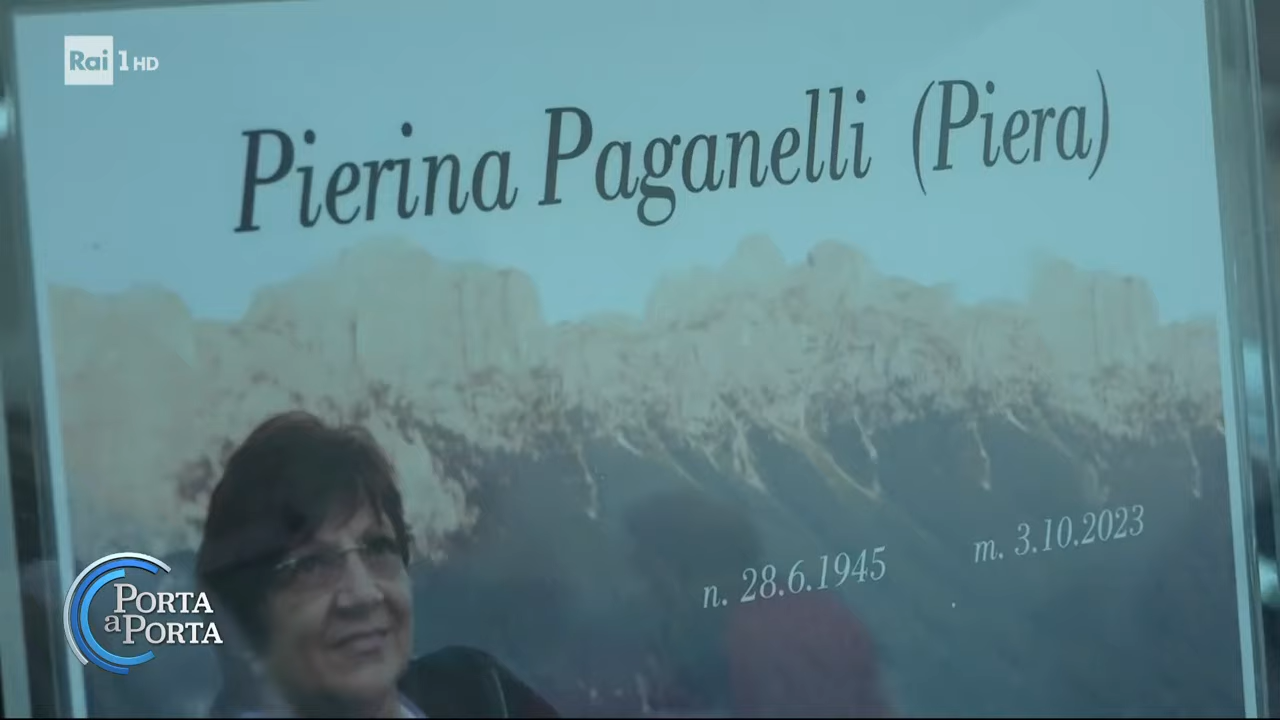 Rai 1 HD
Pierina Paganelli (Piera)
n. 28.6.1945
m. 3.10.2023
PORTA
a PORTA